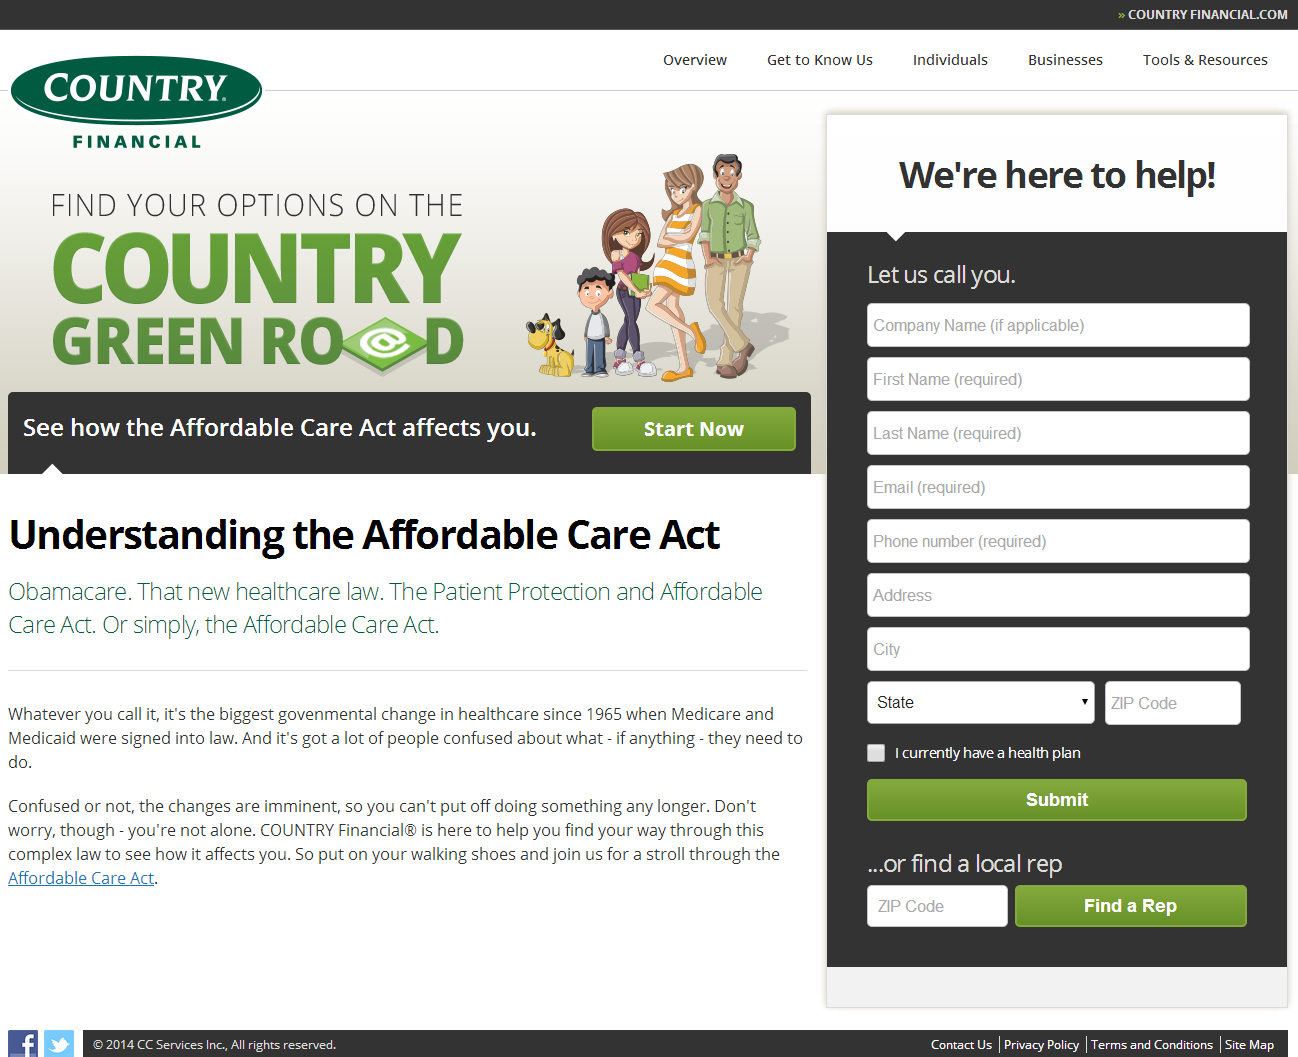 » COUNTRY FINANCIAL.COM
COUNTRY®
FINANCIAL
Overview
Get to Know Us
Individuals
Businesses
Tools & Resources
FIND YOUR OPTIONS ON THE
COUNTRY
GREEN RO@D
See how the Affordable Care Act affects you.
Start Now
Understanding the Affordable Care Act
Obamacare. That new healthcare law. The Patient Protection and Affordable
Care Act. Or simply, the Affordable Care Act.
Whatever you call it, it's the biggest govenmental change in healthcare since 1965 when Medicare and
Medicaid were signed into law. And it's got a lot of people confused about what - if anything - they need to
do.
Confused or not, the changes are imminent, so you can't put off doing something any longer. Don't
worry, though - you're not alone. COUNTRY Financial® is here to help you find your way through this
complex law to see how it affects you. So put on your walking shoes and join us for a stroll through the
Affordable Care Act.
We're here to help!
Let us call you.
Company Name (if applicable)
First Name (required)
Last Name (required)
Email (required)
Phone number (required)
Address
City
State
ZIP Code
I currently have a health plan
Submit
...or find a local rep
ZIP Code
Find a Rep
© 2014 CC Services Inc., All rights reserved.
Contact Us
Privacy Policy
Terms and Conditions
Site Map